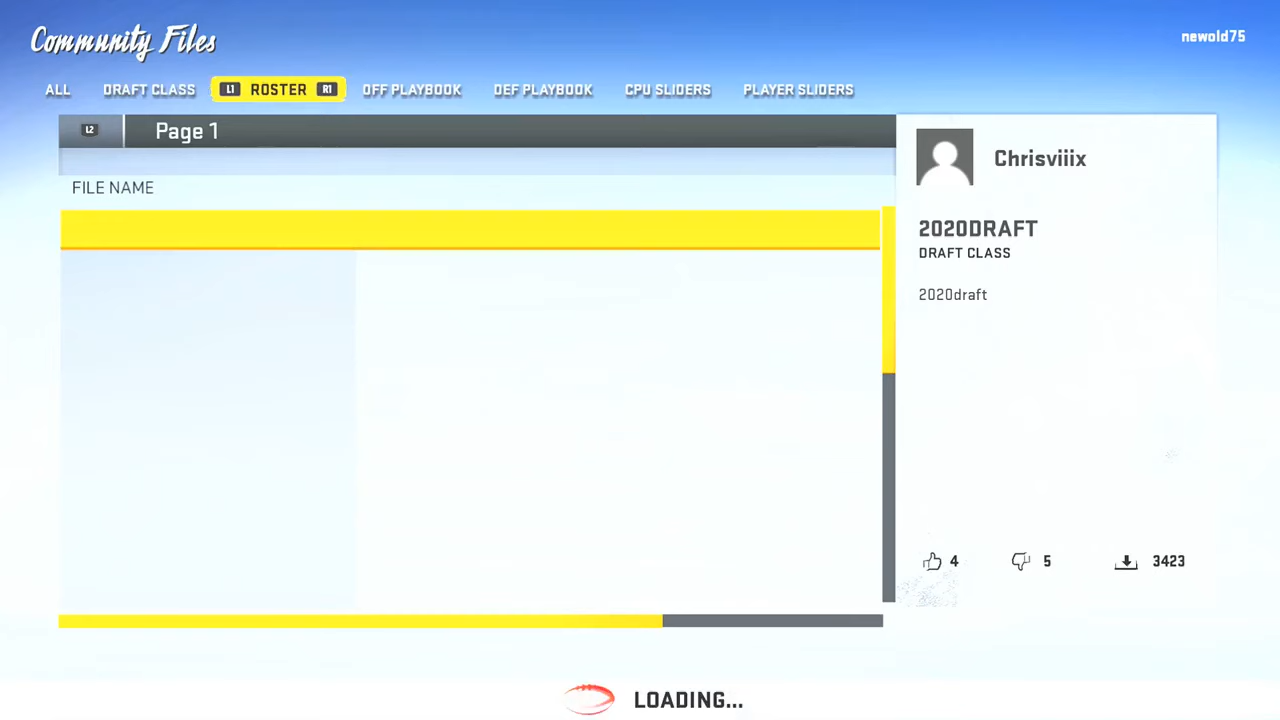 Community Files
newold75
ALL DRAFT CLASS L1 ROSTER R1 OFF PLAYBOOK DEF PLAYBOOK CPU SLIDERS PLAYER SLIDERS
L2 Page 1
Chrisviiix
FILE NAME
2020DRAFT
DRAFT CLASS
2020draft
4 5 3423
LOADING...